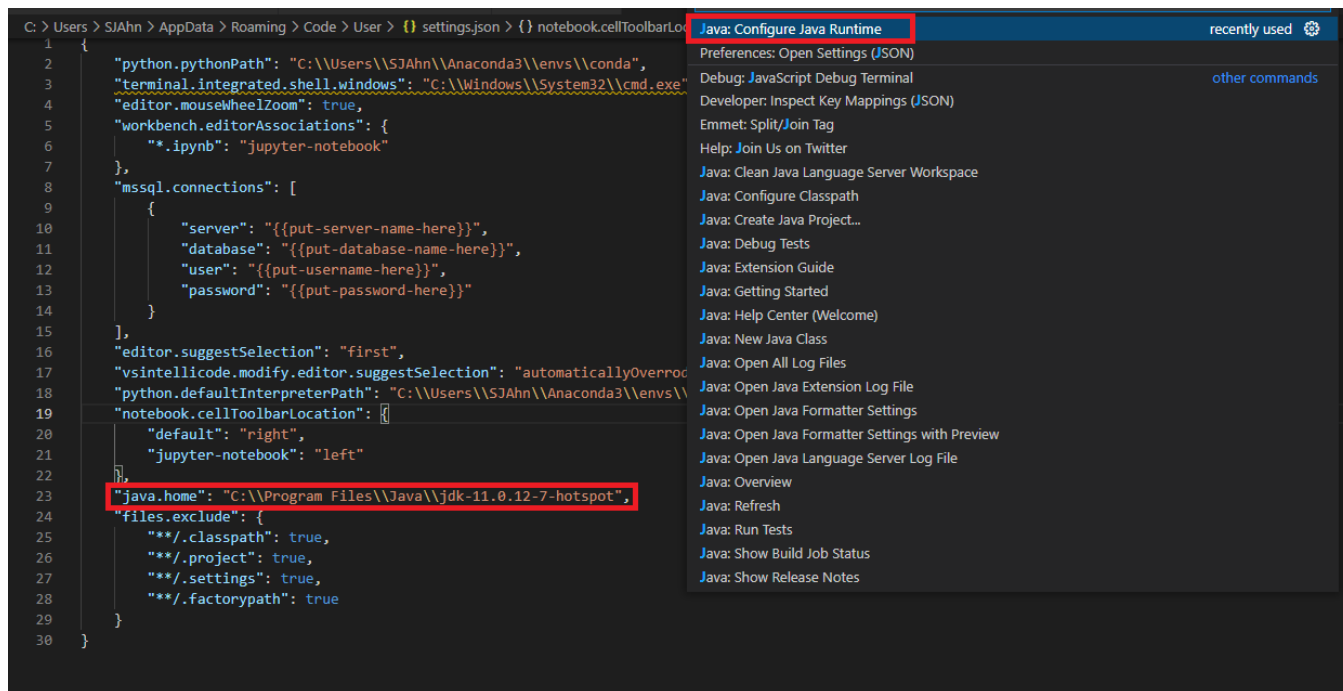 C: > Users > SJAhn > AppData > Roaming > Code > User > {} settings.json > {} notebook.cellToolbarLoc
1 {
2 "python.pythonPath": "C:\\Users\\SJAhn\\Anaconda3\\envs\\conda",
3 "terminal.integrated.shell.windows": "C:\\Windows\\System32\\cmd.exe"
4 "editor.mouseWheelZoom": true,
5 "workbench.editorAssociations": {
6 "*.ipynb": "jupyter-notebook"
7 },
8 "mssql.connections": [
9 {
10 "server": "{{put-server-name-here}}",
11 "database": "{{put-database-name-here}}",
12 "user": "{{put-username-here}}",
13 "password": "{{put-password-here}}"
14 }
15 ],
16 "editor.suggestSelection": "first",
17 "vsintellicode.modify.editor.suggestSelection": "automaticallyOverrod
18 "python.defaultInterpreterPath": "C:\\Users\\SJAhn\\Anaconda3\\envs\\
19 "notebook.cellToolbarLocation": {
20 "default": "right",
21 "jupyter-notebook": "left"
22 },
23 "java.home": "C:\\Program Files\\Java\\jdk-11.0.12-7-hotspot",
24 "files.exclude": {
25 "**/.classpath": true,
26 "**/.project": true,
27 "**/.settings": true,
28 "**/.factorypath": true
29 }
30 }
Java: Configure Java Runtime recently used
Preferences: Open Settings (JSON)
Debug: JavaScript Debug Terminal other commands
Developer: Inspect Key Mappings (JSON)
Emmet: Split/Join Tag
Help: Join Us on Twitter
Java: Clean Java Language Server Workspace
Java: Configure Classpath
Java: Create Java Project...
Java: Debug Tests
Java: Extension Guide
Java: Getting Started
Java: Help Center (Welcome)
Java: New Java Class
Java: Open All Log Files
Java: Open Java Extension Log File
Java: Open Java Formatter Settings
Java: Open Java Formatter Settings with Preview
Java: Open Java Language Server Log File
Java: Overview
Java: Refresh
Java: Run Tests
Java: Show Build Job Status
Java: Show Release Notes